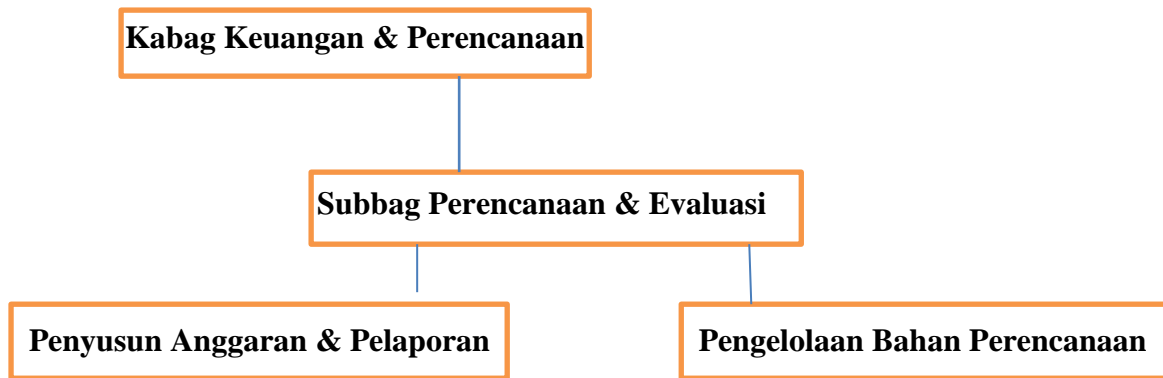 Kabag Keuangan & Perencanaan
Subbag Perencanaan & Evaluasi
Penyusun Anggaran & Pelaporan
Pengelolaan Bahan Perencanaan